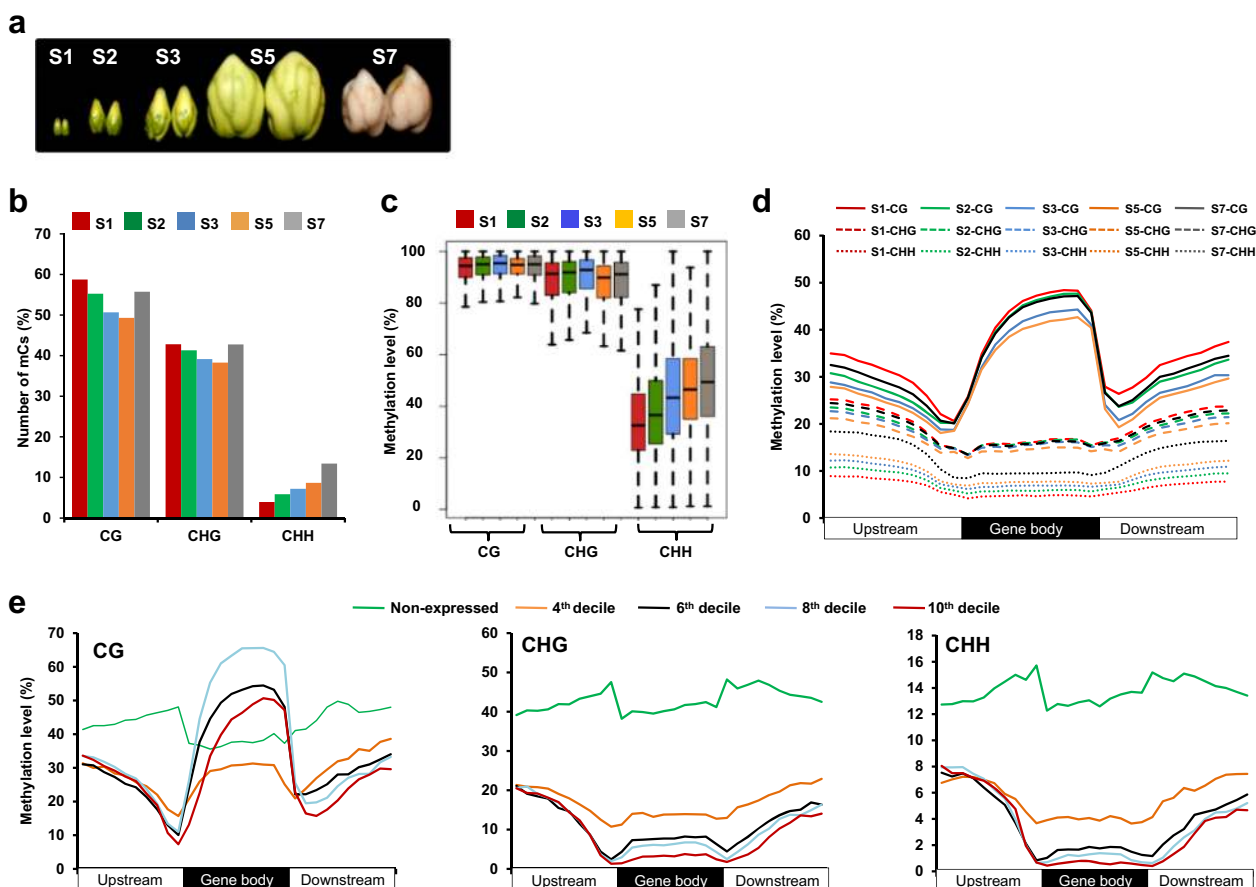 a
S1 S2 S3 S5 S7
b
S1 S2 S3 S5 S7
Number of mCs (%)
70
60
50
40
30
20
10
0
CG CHG CHH
c
S1 S2 S3 S5 S7
Methylation level (%)
100
80
60
40
20
0
CG CHG CHH
d
S1-CG S2-CG S3-CG S5-CG S7-CG
S1-CHG S2-CHG S3-CHG S5-CHG S7-CHG
S1-CHH S2-CHH S3-CHH S5-CHH S7-CHH
Methylation level (%)
60
50
40
30
20
10
0
Upstream Gene body Downstream
e
Non-expressed 4th decile 6th decile 8th decile 10th decile
Methylation level (%)
70
60
50
40
30
20
10
0
CG
Upstream Gene body Downstream
60
50
40
30
20
10
0
CHG
Upstream Gene body Downstream
18
16
14
12
10
8
6
4
2
0
CHH
Upstream Gene body Downstream